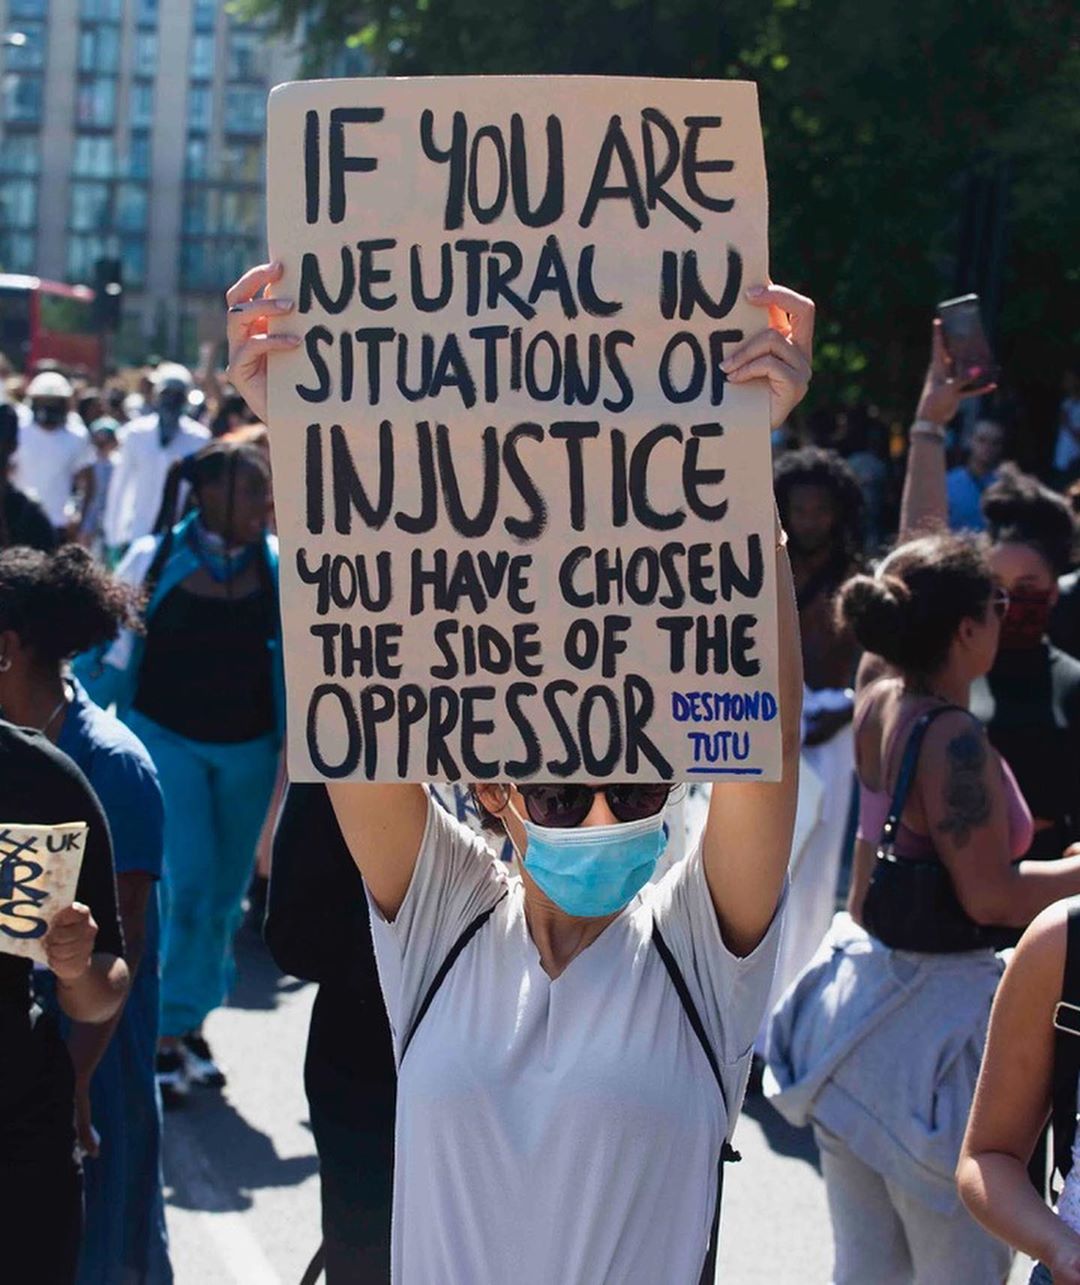 IF YOU ARE
NEUTRAL IN
SITUATIONS OF
INJUSTICE
YOU HAVE CHOSEN
THE SIDE OF THE
OPPRESSOR
DESMOND
TUTU
UK